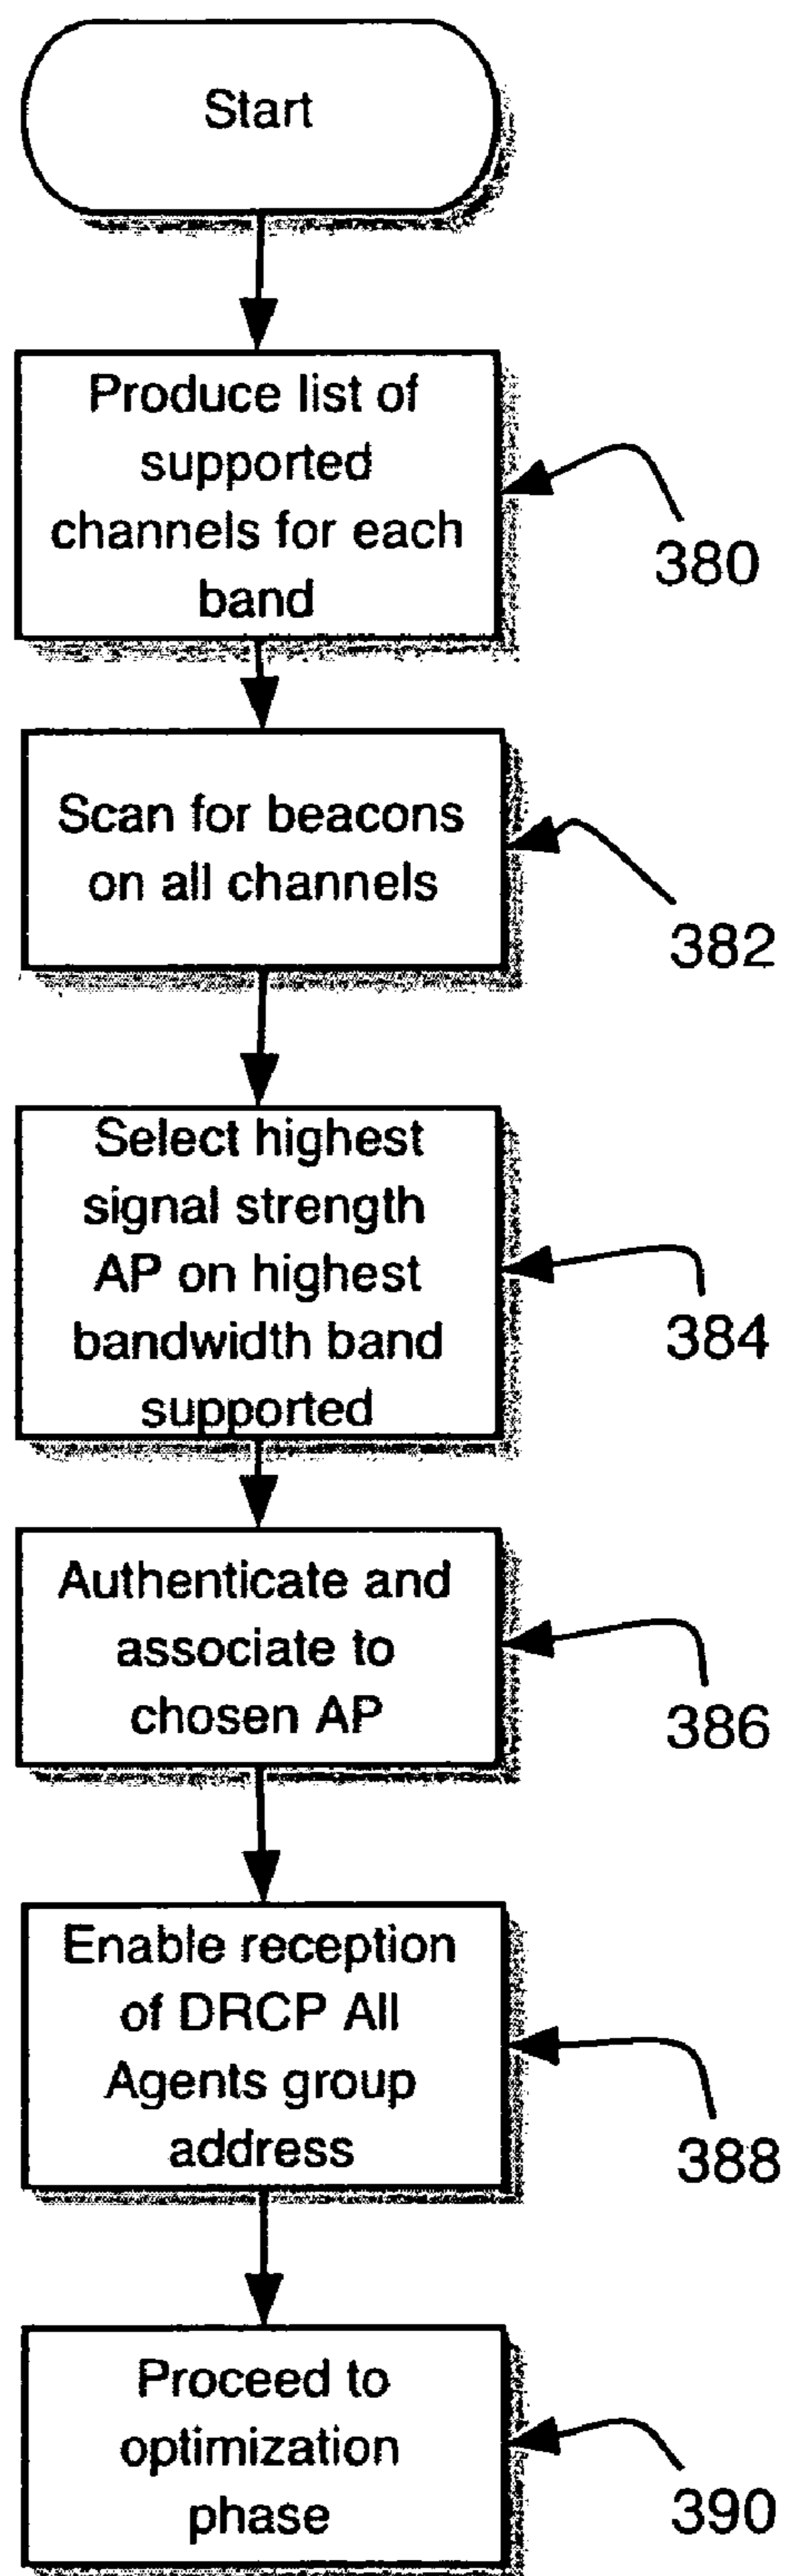 Start
Produce list of
supported
channels for each
band
380
Scan for beacons
on all channels
382
Select highest
signal strength
AP on highest
bandwidth band
supported
384
Authenticate and
associate to
chosen AP
386
Enable reception
of DRCP All
Agents group
address
388
Proceed to
optimization
phase
390